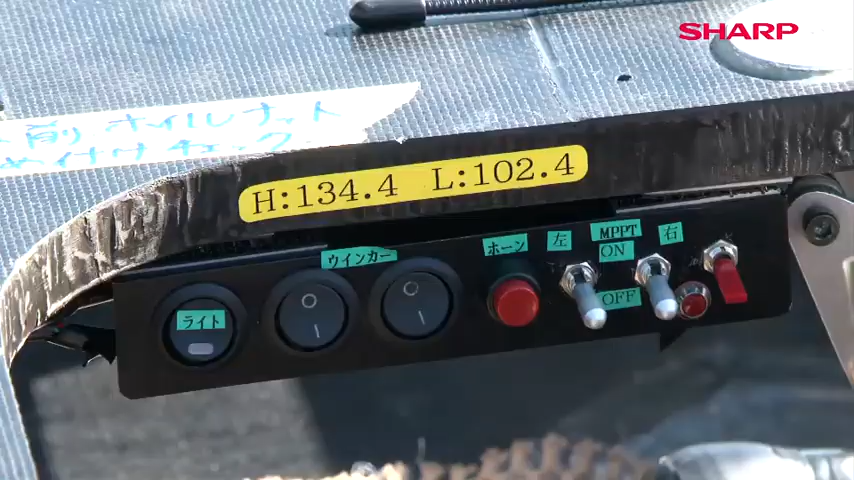 SHARP
前 ホイルナット
H:134.4 L:102.4
ライト
ウインカー
ホーン
左
MPPT
ON
OFF
右